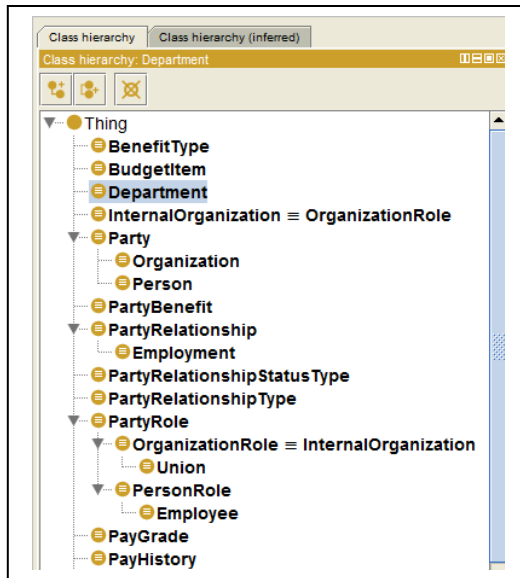 Class hierarchy Class hierarchy (inferred)
Class hierarchy: Department
Thing
BenefitType
BudgetItem
Department
InternalOrganization ≡ OrganizationRole
Party
Organization
Person
PartyBenefit
PartyRelationship
Employment
PartyRelationshipStatusType
PartyRelationshipType
PartyRole
OrganizationRole ≡ InternalOrganization
Union
PersonRole
Employee
PayGrade
PayHistory